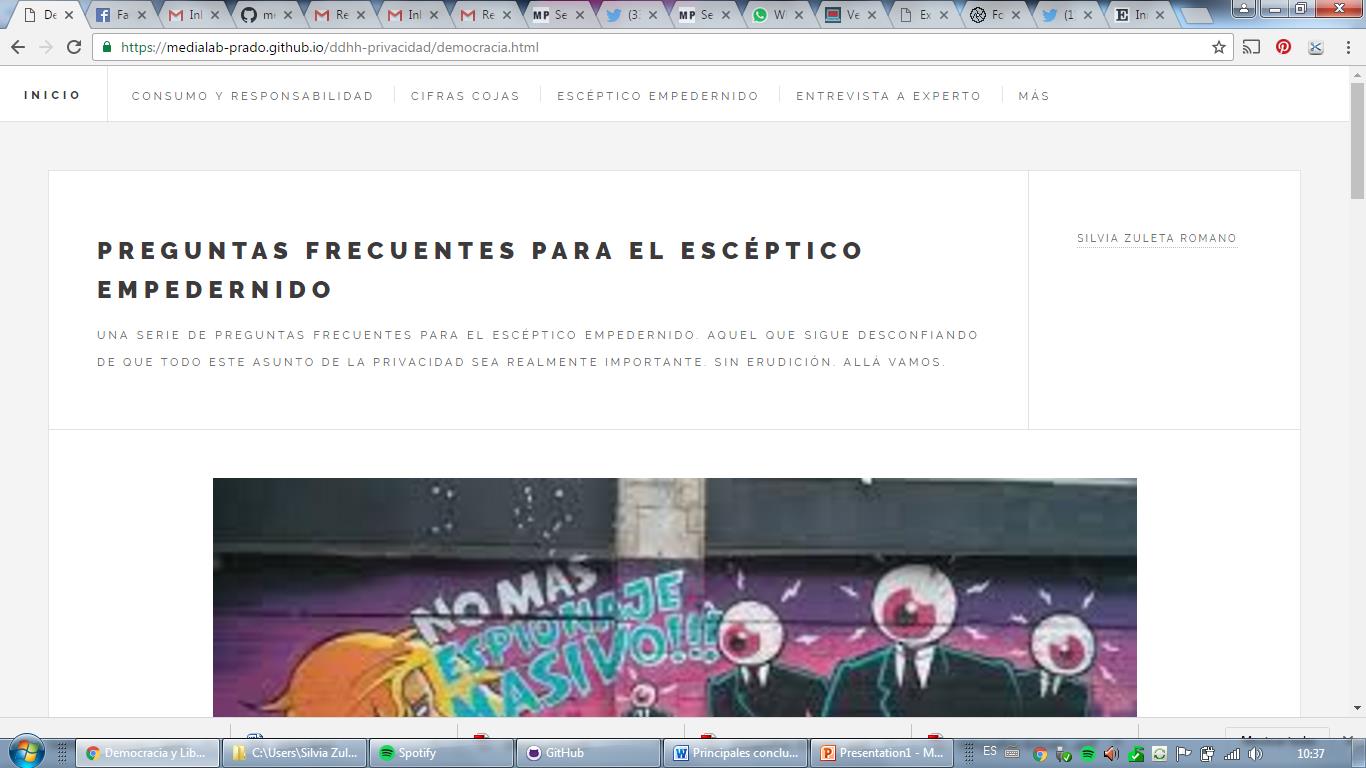 De
Fa
Inl
me
Re
Inl
Re
S
(3
Se
W
Ve
Ex
Fc
(1
In
https://medialab-prado.github.io/ddhh-privacidad/democracia.html
INICIO
CONSUMO Y RESPONSABILIDAD
CIFRAS COJAS
ESCÉPTICO EMPEDERNIDO
ENTREVISTA A EXPERTO
MÁS
PREGUNTAS FRECUENTES PARA EL ESCÉPTICO
EMPEDERNIDO
UNA SERIE DE PREGUNTAS FRECUENTES PARA EL ESCÉPTICO EMPEDERNIDO. AQUEL QUE SIGUE DESCONFIANDO
DE QUE TODO ESTE ASUNTO DE LA PRIVACIDAD SEA REALMENTE IMPORTANTE. SIN ERUDICIÓN. ALLÁ VAMOS.
SILVIA ZULETA ROMANO
NO MAS
ESPIONAJE
MASIVO!!!
Democracia y Lib...
C:\Users\Silvia Zul...
Spotify
GitHub
Principales conclu...
Presentation1 - M...
ES
10:37